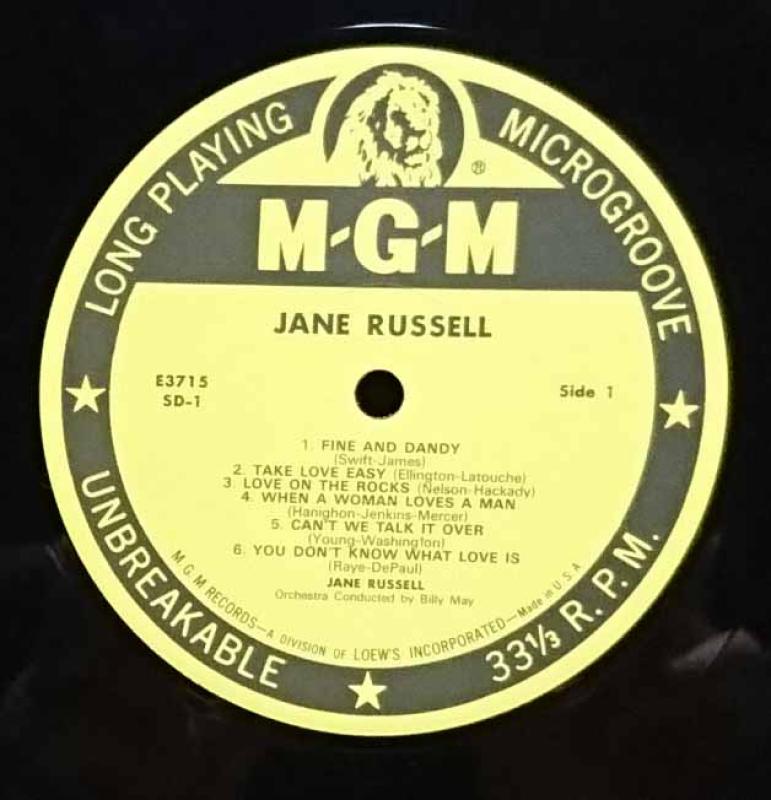 LONG PLAYING
MICROGROOVE
®
M-G-M
JANE RUSSELL
E3715
SD-1
Side 1
1. FINE AND DANDY
(Swift-James)
2. TAKE LOVE EASY (Ellington-Latouche)
3. LOVE ON THE ROCKS (Nelson-Hackady)
4. WHEN A WOMAN LOVES A MAN
(Hanighon-Jenkins-Mercer)
5. CAN'T WE TALK IT OVER
(Young-Washington)
6. YOU DON'T KNOW WHAT LOVE IS
(Raye-DePaul)
JANE RUSSELL
Orchestra Conducted by Billy May
M.G.M RECORDS—A DIVISION OF LOEW'S INCORPORATED—Made in U.S.A
UNBREAKABLE
33⅓ R. P. M.